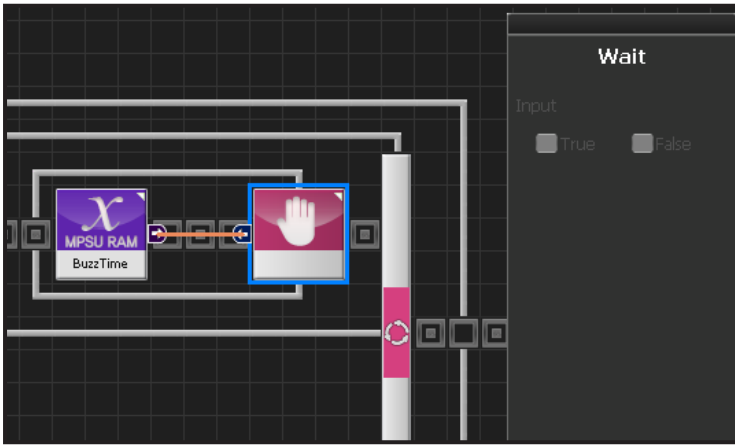 Wait
Input
True False
X
MPSU RAM
BuzzTime